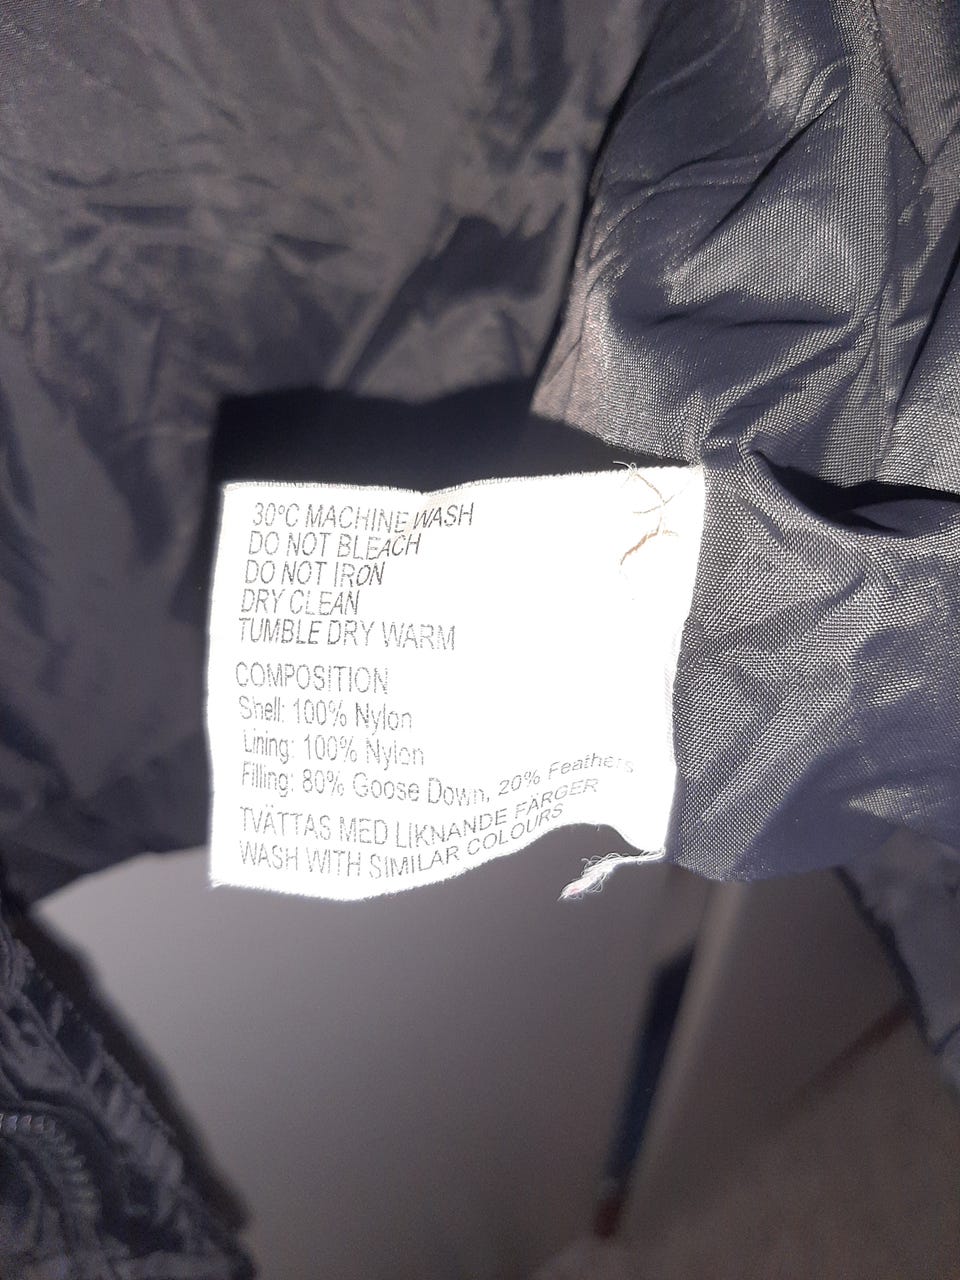 30°C MACHINE WASH
DO NOT BLEACH
DO NOT IRON
DRY CLEAN
TUMBLE DRY WARM
COMPOSITION
Shell: 100% Nylon
Lining: 100% Nylon
Filling: 80% Goose Down, 20% Feathers
TVÄTTAS MED LIKNANDE FÄRGER
WASH WITH SIMILAR COLOURS